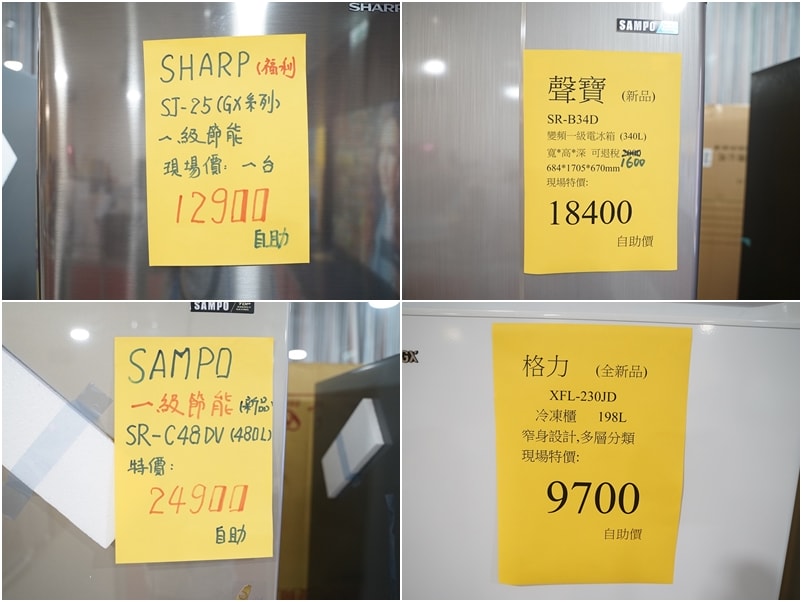 SHARP
SHARP (福利
SJ-25(GX系列)
一級節能
現場價: 一台
12900
自助
SAMPO
聲寶 (新品)
SR-B34D
變頻一級電冰箱 (340L)
寬*高*深 可退稅
1600
684*1705*670mm
現場特價:
18400
自助價
SAMPO
SAMPO
一級節能 (新品)
SR-C48DV (480L)
特價:
24900
自助
GX
格力 (全新品)
XFL-230JD
冷凍櫃 198L
窄身設計,多層分類
現場特價:
9700
自助價